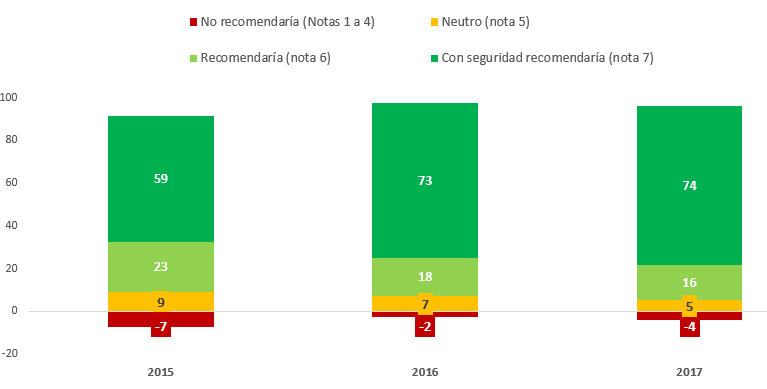 No recomendaría (Notas 1 a 4) Neutro (nota 5)
Recomendaría (nota 6) Con seguridad recomendaría (nota 7)
100
80
60
40
20
0
-20
59 73 74
23 18 16
9 7 5
-7 -2 -4
2015 2016 2017